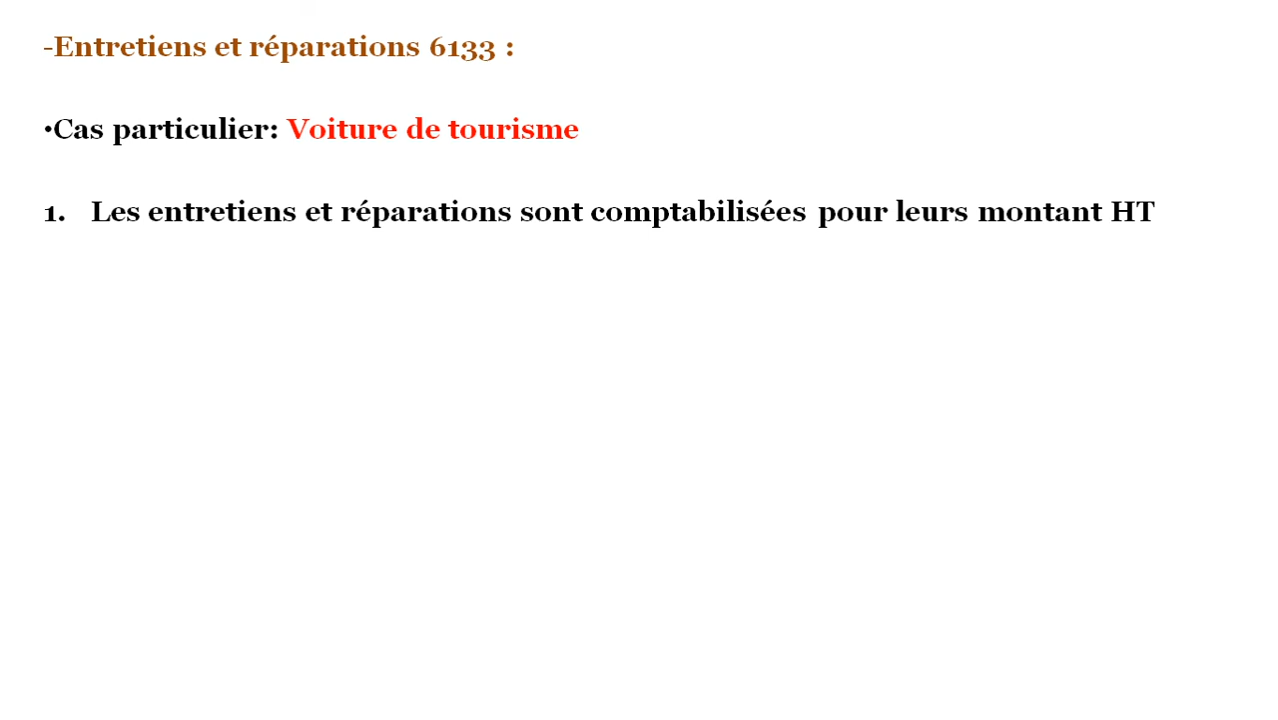 -Entretiens et réparations 6133 :
•Cas particulier: Voiture de tourisme
1. Les entretiens et réparations sont comptabilisées pour leurs montant HT